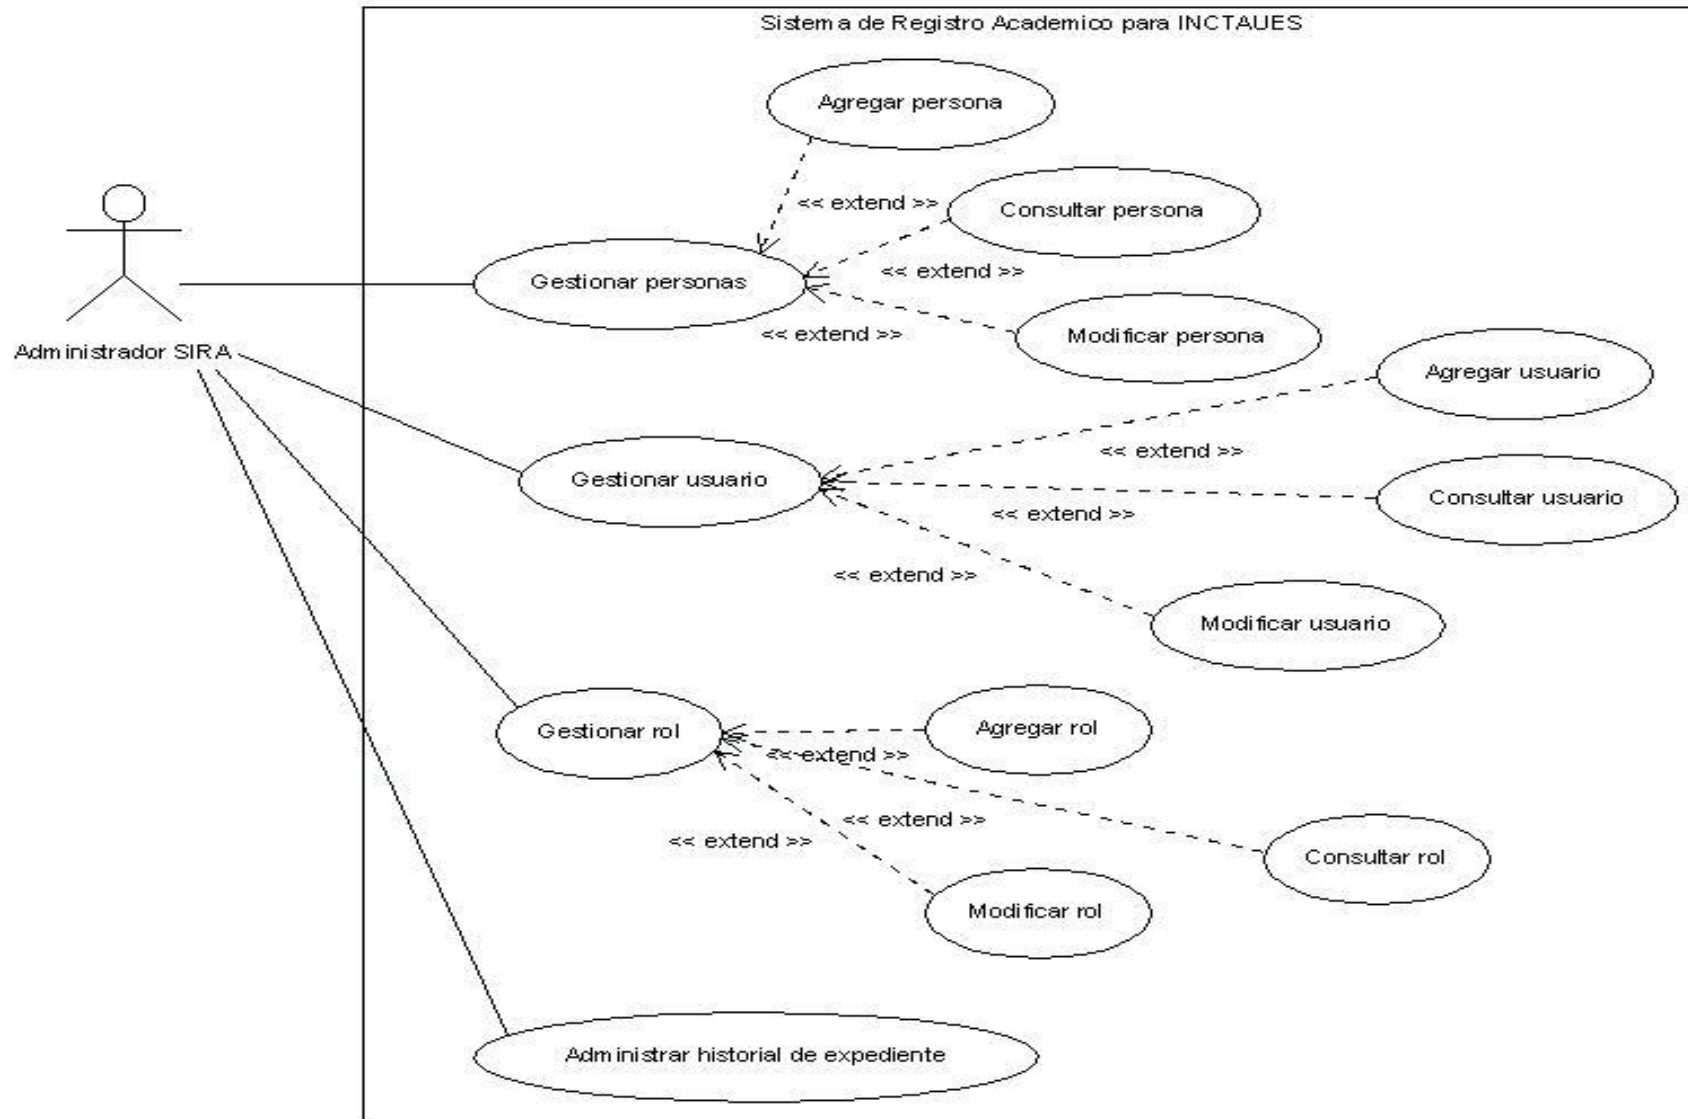 Sistema de Registro Academico para INCTAUES
Agregar persona
<< extend >>
Consultar persona
<< extend >>
Gestionar personas
<< extend >>
Modificar persona
Administrador SIRA
Agregar usuario
<< extend >>
Gestionar usuario
Consultar usuario
<< extend >>
<< extend >>
Modificar usuario
Gestionar rol
Agregar rol
<< extend >>
<< extend >>
<< extend >>
Consultar rol
Modificar rol
Administrar historial de expediente